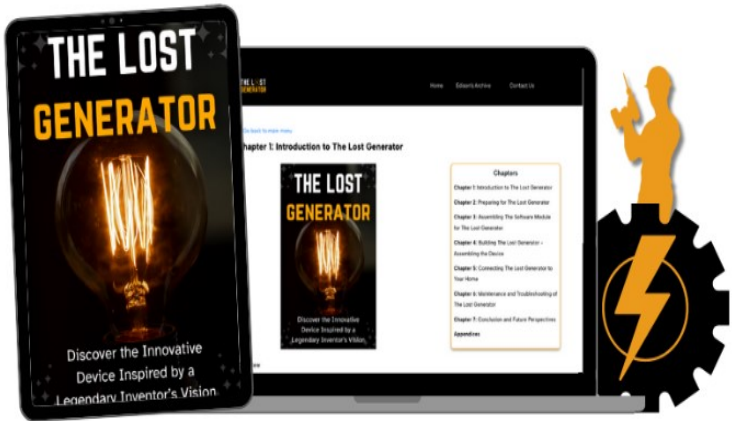 THE LOST
GENERATOR
Discover the Innovative
Device Inspired by a
Legendary Inventor's Vision
THE LOST
GENERATOR
Home
Edison's Archive
Contact Us
back to main menu
Chapter 1: Introduction to The Lost Generator
THE LOST
GENERATOR
Discover the Innovative
Device Inspired by a
Legendary Inventor's Vision
Chapters
Chapter 1: Introduction to The Lost Generator
Chapter 2: Preparing for The Lost Generator
Chapter 3: Assembling The Software Module
for The Lost Generator
Chapter 4: Building The Lost Generator –
Assembling the Device
Chapter 5: Connecting The Lost Generator to
Your Home
Chapter 6: Maintenance and Troubleshooting of
The Lost Generator
Chapter 7: Conclusion and Future Perspectives
Appendices